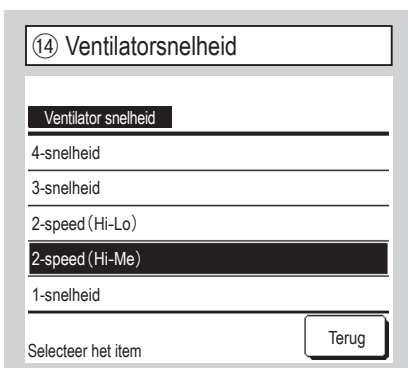 ⑭ Ventilatorsnelheid
Ventilator snelheid
4-snelheid
3-snelheid
2-speed(Hi-Lo)
2-speed(Hi-Me)
1-snelheid
Selecteer het item
Terug